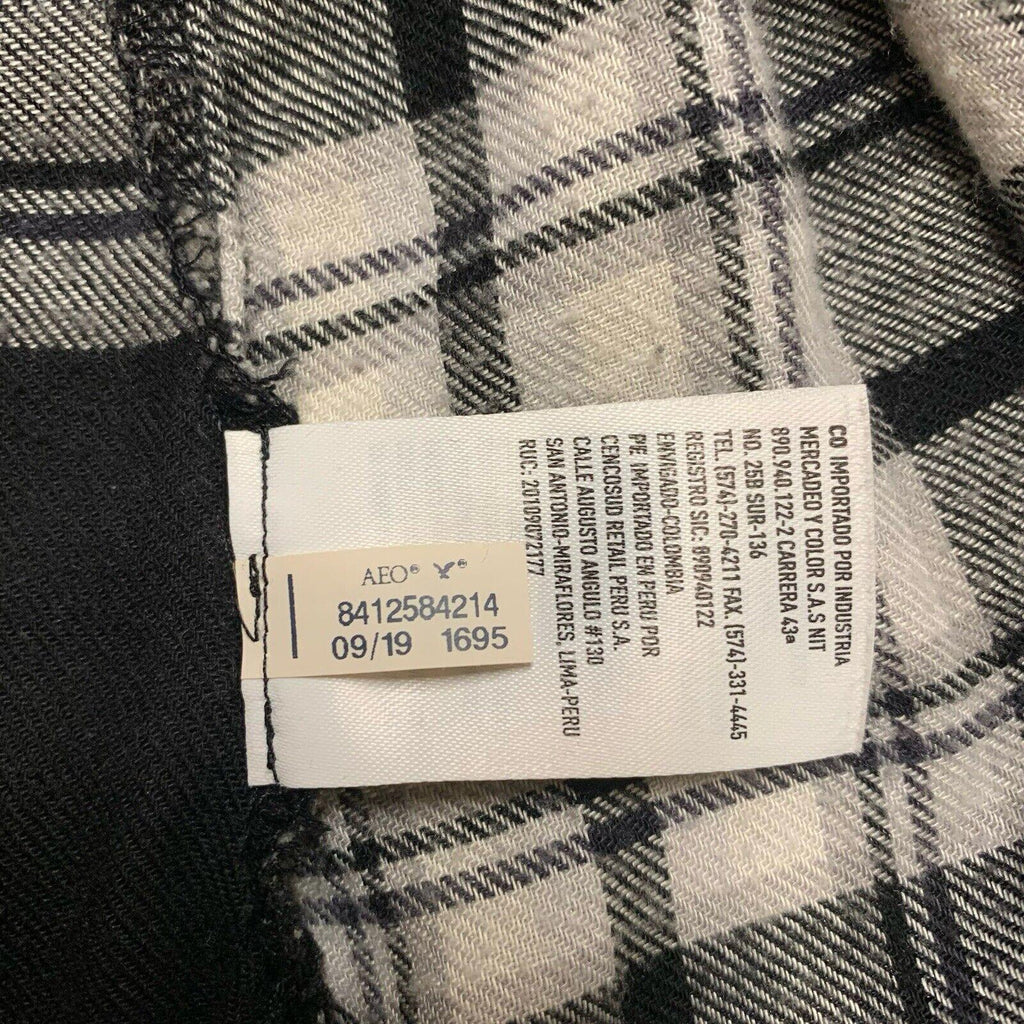 CO IMPORTADO POR INDUSTRIA
MERCADEO Y COLOR S.A.S NIT
890.940.122-2 CARRERA 43ª
NO. 25B SUR-136
TEL. (574)-270-4211 FAX. (574)-331-4445
REGISTRO SIC: 890940122
ENVIGADO-COLOMBIA
PE IMPORTADO EN PERU POR
CENCOSUD RETAIL PERU S.A.
CALLE AUGUSTO ANGULO #130
SAN ANTONIO-MIRAFLORES, LIMA-PERU
RUC: 20109072177
AEO®
8412584214
09/19 1695